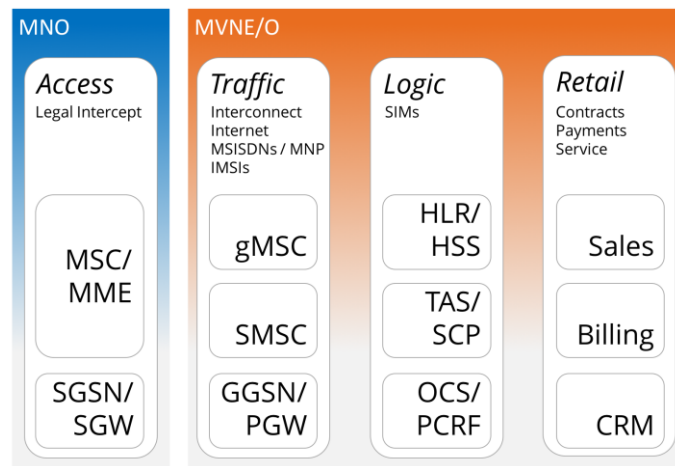 MNO
Access
Legal Intercept
MSC/
MME
SGSN/
SGW
MVNE/O
Traffic
Interconnect
Internet
MSISDNs / MNP
IMSIs
gMSC
SMSC
GGSN/
PGW
Logic
SIMs
HLR/
HSS
TAS/
SCP
OCS/
PCRF
Retail
Contracts
Payments
Service
Sales
Billing
CRM